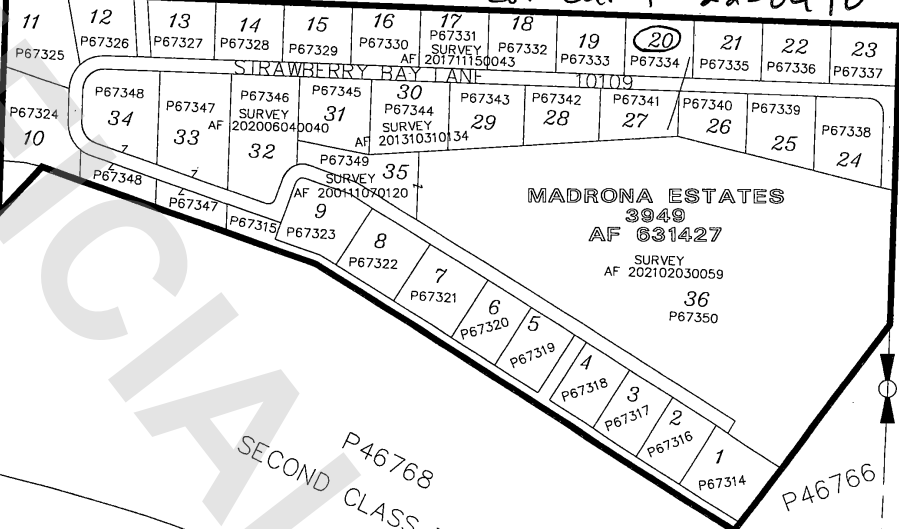 11 12 13 14 15 16 17 18 19 20 21 22 23
P67325 P67326 P67327 P67328 P67329 P67330 P67331 P67332 P67333 P67334 P67335 P67336 P67337
SURVEY
AF 201711150043
STRAWBERRY BAY LANE 10109
P67324
10
P67348
34
P67347
33
P67346
SURVEY
AF 202006040040
32
P67345
31
30
P67344
SURVEY
AF 201310310134
P67343
29
P67342
28
P67341
27
P67340
26
P67339
25
P67338
24
P67349 35
SURVEY
AF 200111070120
Z
Z
Z
Z
Z
P67348
P67347
P67315
9
P67323
8
P67322
7
P67321
6
P67320
5
P67319
4
P67318
3
P67317
2
P67316
1
P67314
MADRONA ESTATES
3949
AF 631427
SURVEY
AF 202102030059
36
P67350
P46768
SECOND CLASS
P46766